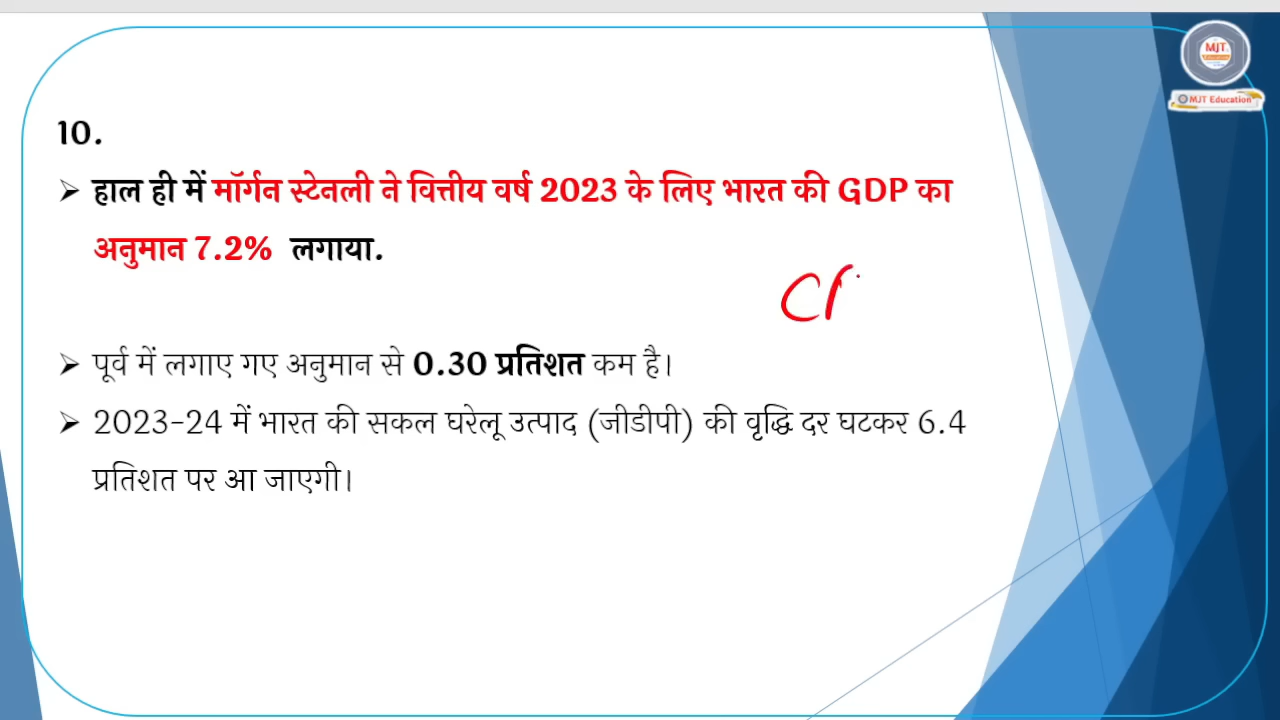 MJT
Education
MJT Education
10.
➢ हाल ही में मॉर्गन स्टेनली ने वित्तीय वर्ष 2023 के लिए भारत की GDP का
अनुमान 7.2% लगाया.
➢ पूर्व में लगाए गए अनुमान से 0.30 प्रतिशत कम है।
➢ 2023-24 में भारत की सकल घरेलू उत्पाद (जीडीपी) की वृद्धि दर घटकर 6.4
प्रतिशत पर आ जाएगी।